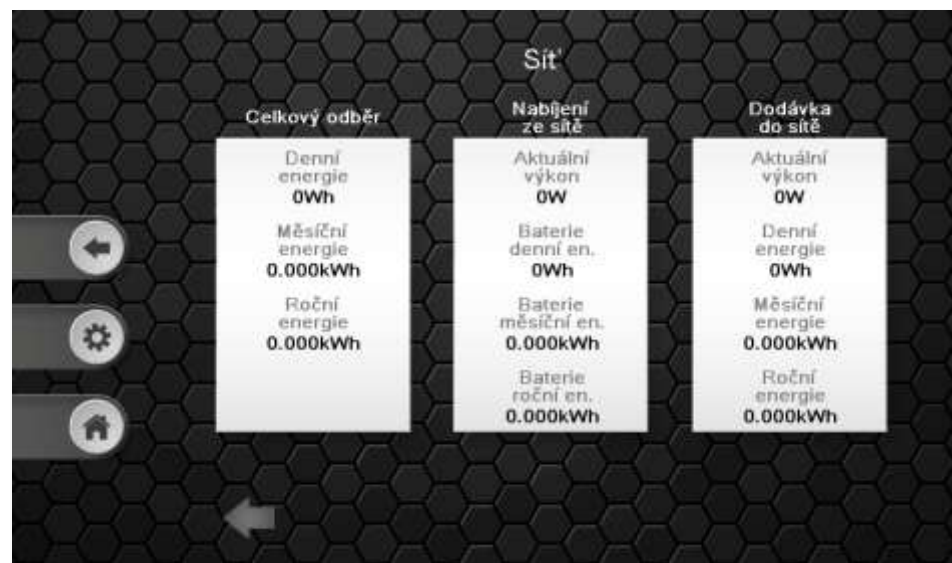 Síť
Celkový odběr
Denní
energie
0Wh
Měsíční
energie
0.000kWh
Roční
energie
0.000kWh
Nabíjení
ze sítě
Aktuální
výkon
0W
Baterie
denní en.
0Wh
Baterie
měsíční en.
0.000kWh
Baterie
roční en.
0.000kWh
Dodávka
do sítě
Aktuální
výkon
0W
Denní
energie
0Wh
Měsíční
energie
0.000kWh
Roční
energie
0.000kWh